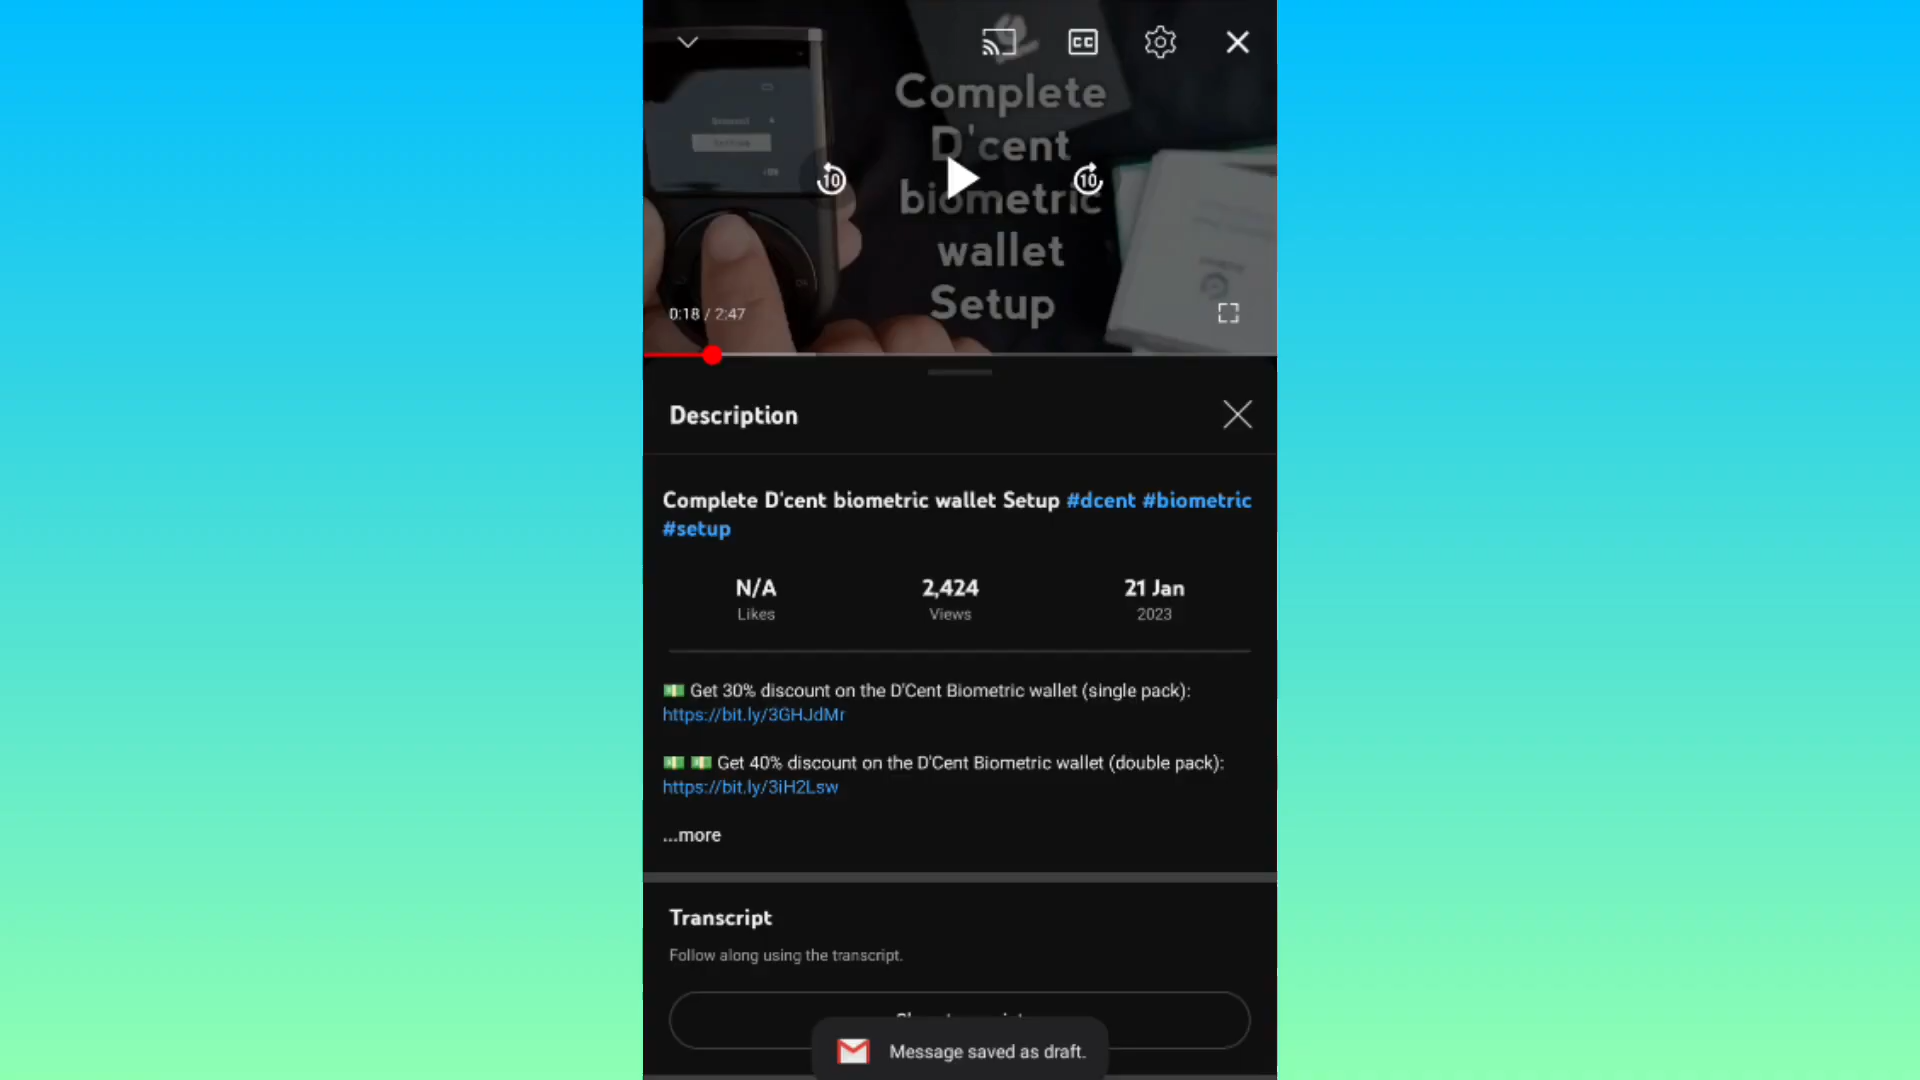 CC
Complete
D'cent
biometric
wallet
Setup
10
10
0:18 / 2:47
Description
Complete D'cent biometric wallet Setup #dcent #biometric
#setup
N/A
2,424
21 Jan
Likes
Views
2023
Get 30% discount on the D'Cent Biometric wallet (single pack):
https://bit.ly/3GHJdMr
Get 40% discount on the D'Cent Biometric wallet (double pack):
https://bit.ly/3iH2Lsw
...more
Transcript
Follow along using the transcript.
Message saved as draft.